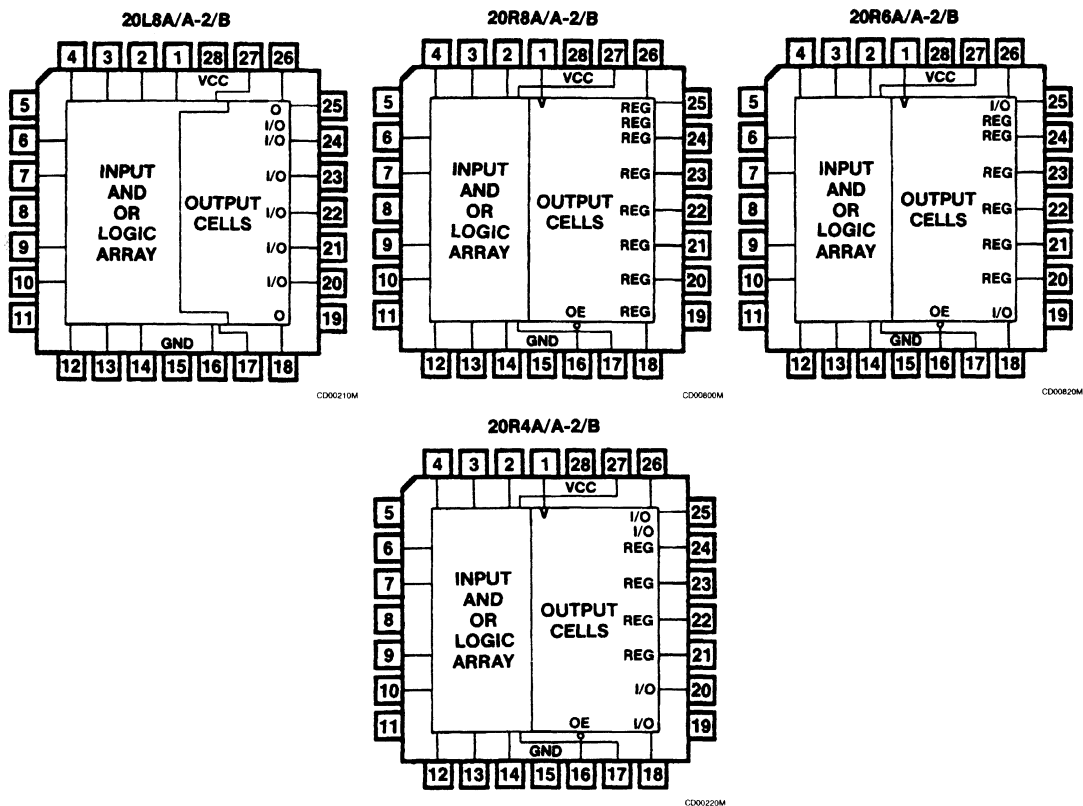 20L8A/A-2/B
4 3 2 1 28 27 26
VCC
5 O 25
I/O
6 I/O 24
7 INPUT AND OR LOGIC ARRAY OUTPUT CELLS I/O 23
8 I/O 22
9 I/O 21
10 I/O 20
11 O 19
GND
12 13 14 15 16 17 18
CD00210M
20R8A/A-2/B
4 3 2 1 28 27 26
VCC
5 REG 25
REG
6 REG 24
7 INPUT AND OR LOGIC ARRAY OUTPUT CELLS REG 23
8 REG 22
9 REG 21
10 REG 20
11 OE REG 19
GND
12 13 14 15 16 17 18
CD00800M
20R6A/A-2/B
4 3 2 1 28 27 26
VCC
5 I/O 25
REG
6 REG 24
7 INPUT AND OR LOGIC ARRAY OUTPUT CELLS REG 23
8 REG 22
9 REG 21
10 REG 20
11 OE I/O 19
GND
12 13 14 15 16 17 18
CD00820M
20R4A/A-2/B
4 3 2 1 28 27 26
VCC
5 I/O 25
I/O
6 REG 24
7 INPUT AND OR LOGIC ARRAY OUTPUT CELLS REG 23
8 REG 22
9 REG 21
10 I/O 20
11 OE I/O 19
GND
12 13 14 15 16 17 18
CD00220M